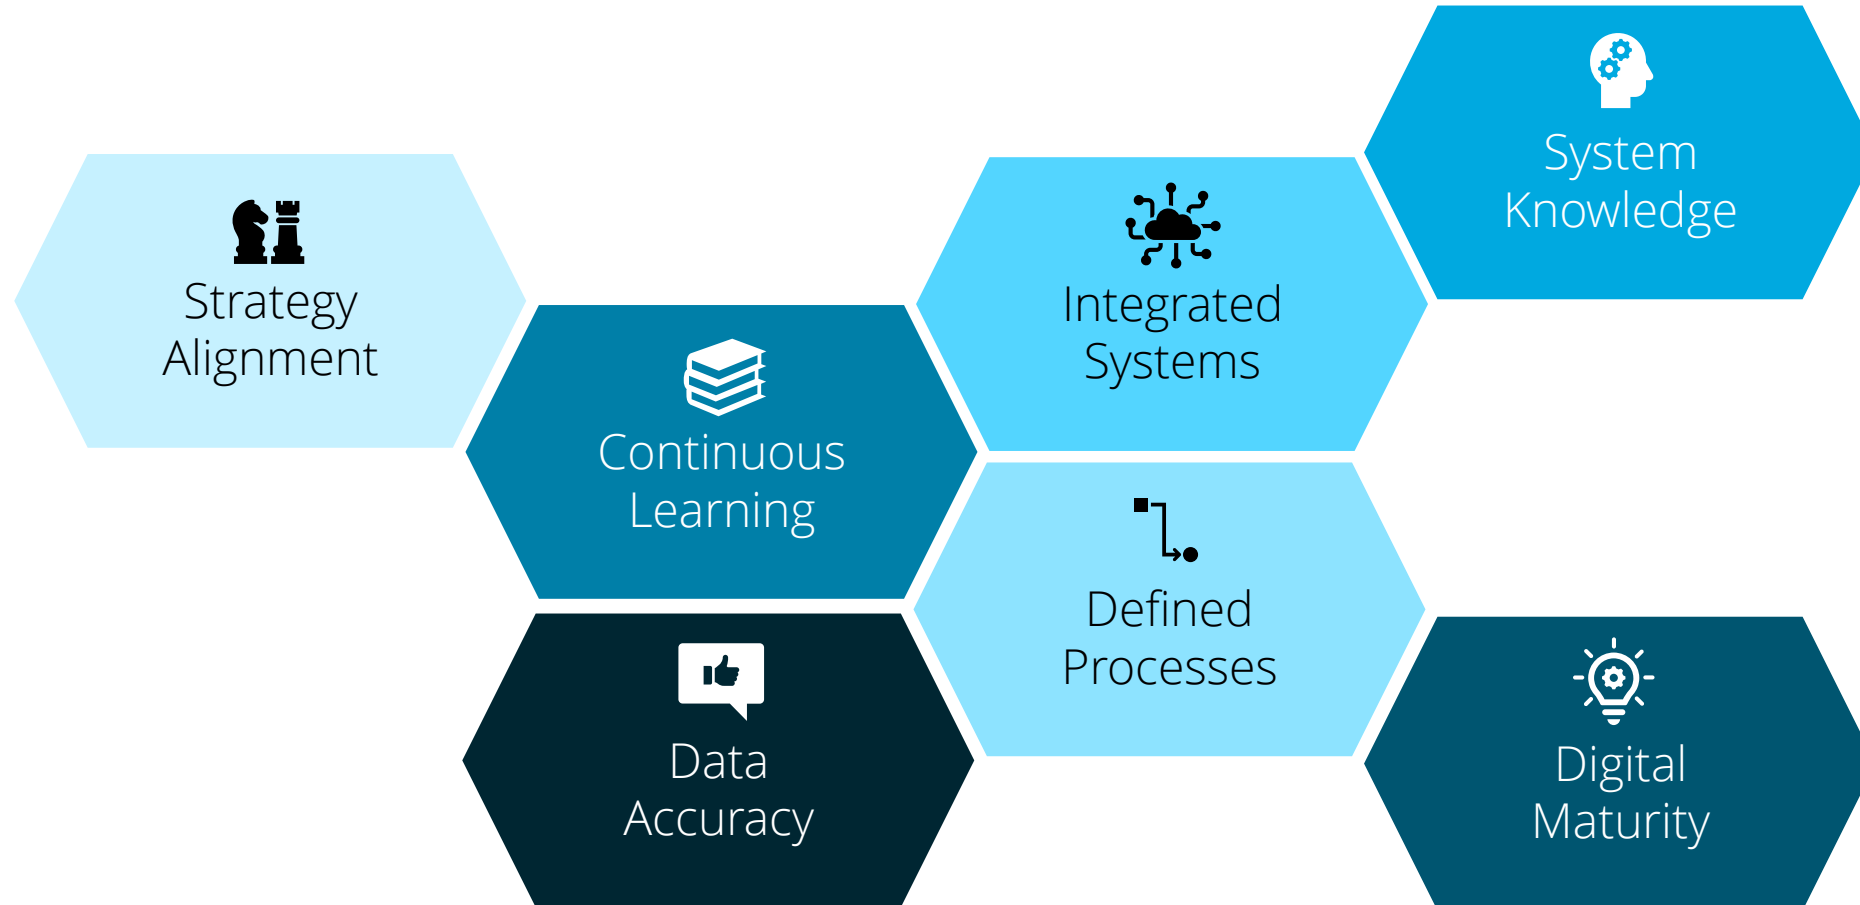 Strategy
Alignment
Continuous
Learning
Data
Accuracy
Integrated
Systems
Defined
Processes
System
Knowledge
Digital
Maturity